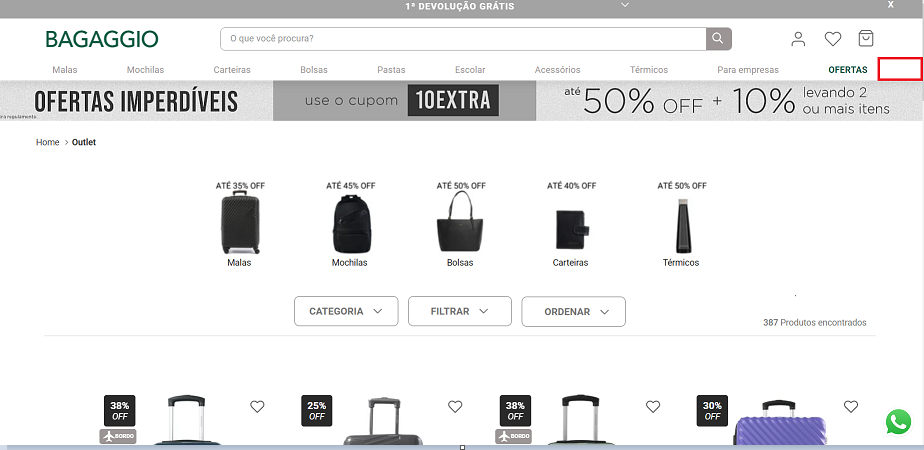 1ª DEVOLUÇÃO GRÁTIS
X
BAGAGGIO
O que você procura?
Malas Mochilas Carteiras Bolsas Pastas Escolar Acessórios Térmicos Para empresas OFERTAS
OFERTAS IMPERDÍVEIS
use o cupom 10EXTRA
até 50% OFF + 10% levando 2
ou mais itens
regulamento.
Home > Outlet
ATÉ 35% OFF ATÉ 45% OFF ATÉ 50% OFF ATÉ 40% OFF ATÉ 50% OFF
Malas Mochilas Bolsas Carteiras Térmicos
CATEGORIA FILTRAR ORDENAR
387 Produtos encontrados
38% OFF
BORDO
25% OFF
38% OFF
BORDO
30% OFF